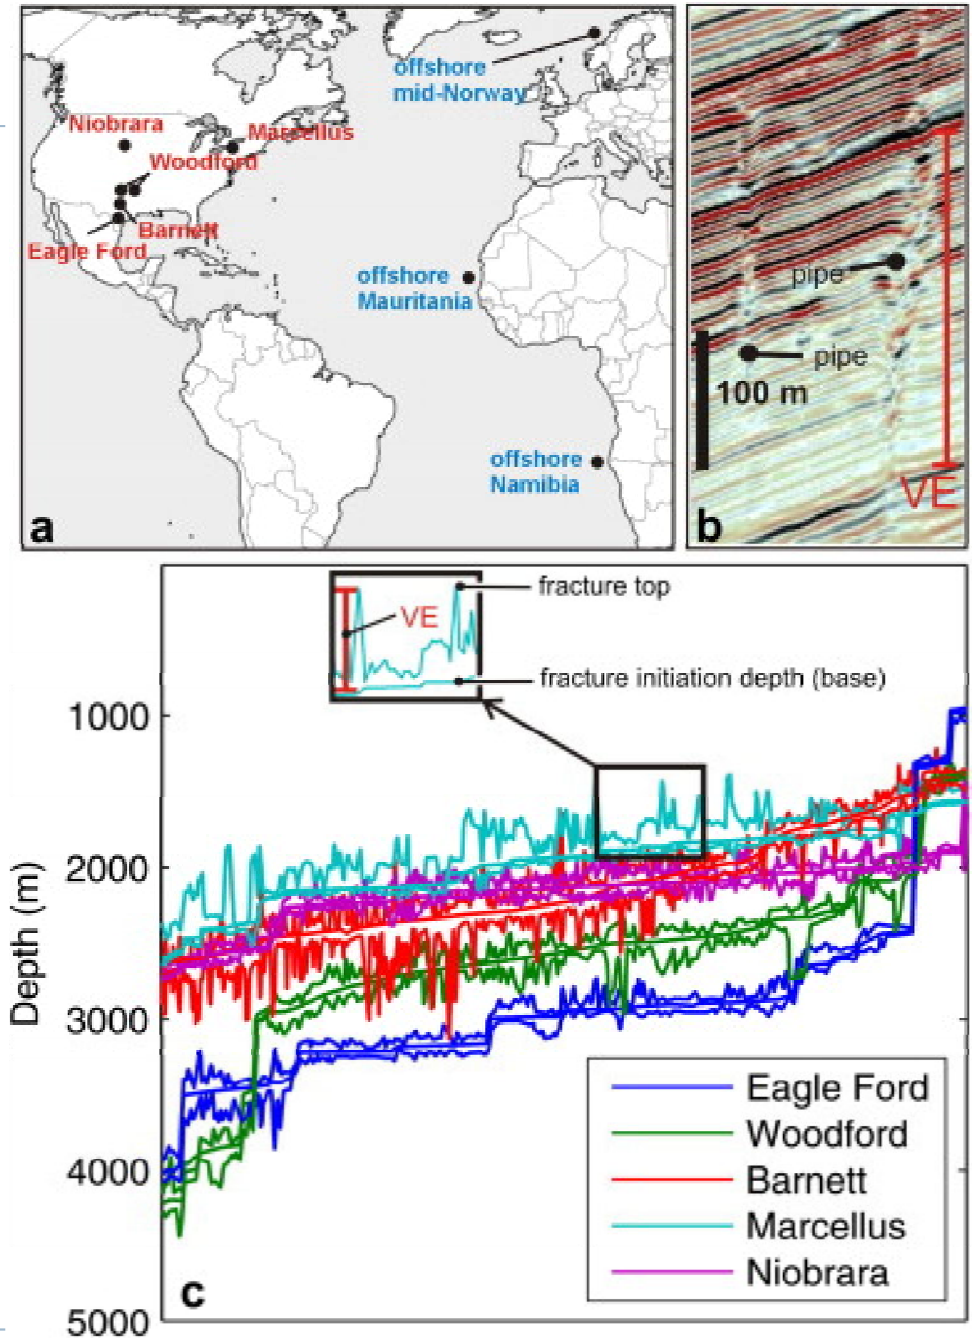 offshore
mid-Norway
Niobrara
Marcellus
Woodford
Barnett
Eagle Ford
offshore
Mauritania
offshore
Namibia
a
pipe
pipe
100 m
VE
b
fracture top
VE
fracture initiation depth (base)
1000
2000
3000
4000
5000
Depth (m)
Eagle Ford
Woodford
Barnett
Marcellus
Niobrara
c